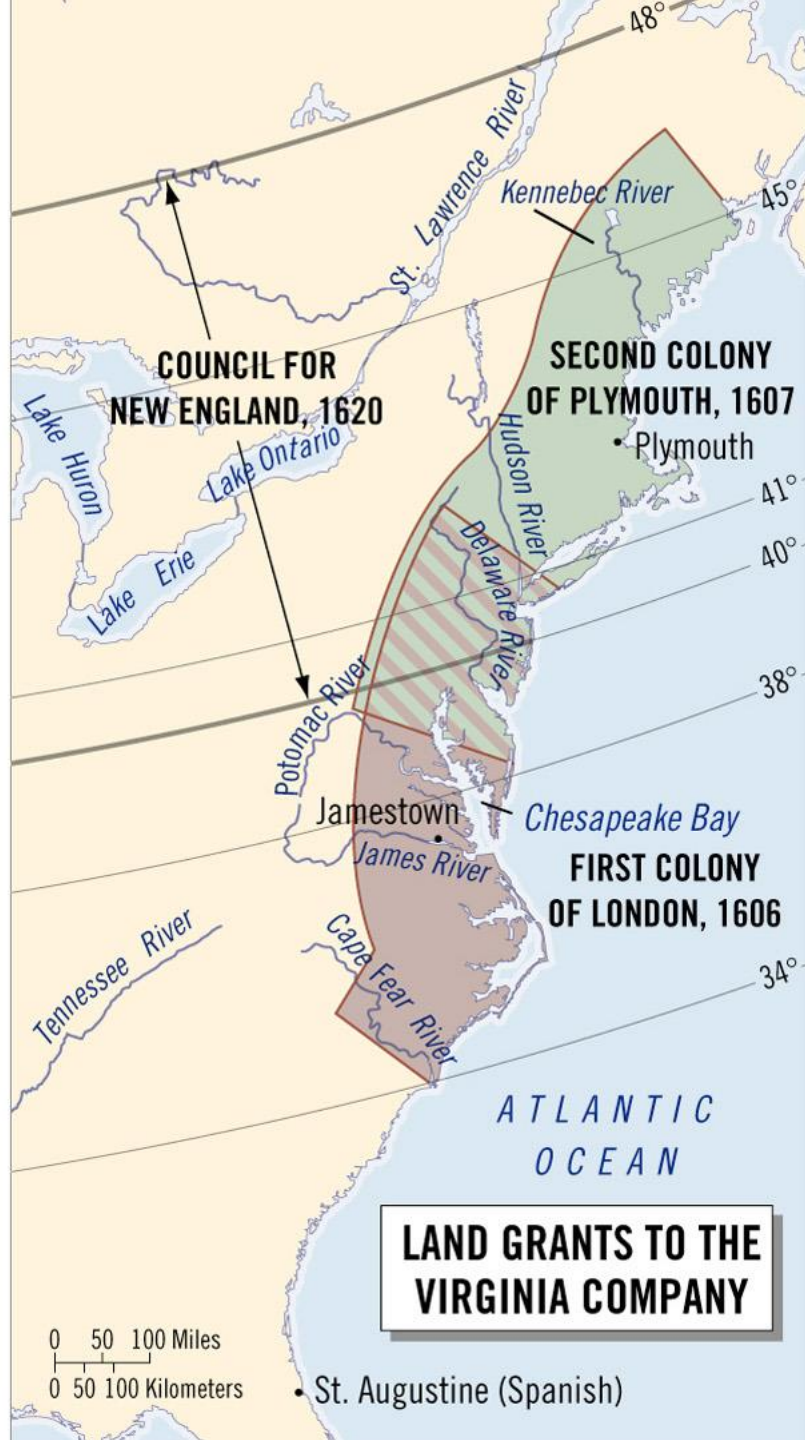 48°
St. Lawrence River
Kennebec River
45°
COUNCIL FOR
NEW ENGLAND, 1620
SECOND COLONY
OF PLYMOUTH, 1607
Plymouth
Lake Huron
Lake Ontario
Hudson River
41°
Lake Erie
Delaware River
40°
38°
Potomac River
Jamestown
Chesapeake Bay
James River
FIRST COLONY
OF LONDON, 1606
Tennessee River
Cape Fear River
34°
ATLANTIC
OCEAN
LAND GRANTS TO THE
VIRGINIA COMPANY
0 50 100 Miles
0 50 100 Kilometers
St. Augustine (Spanish)